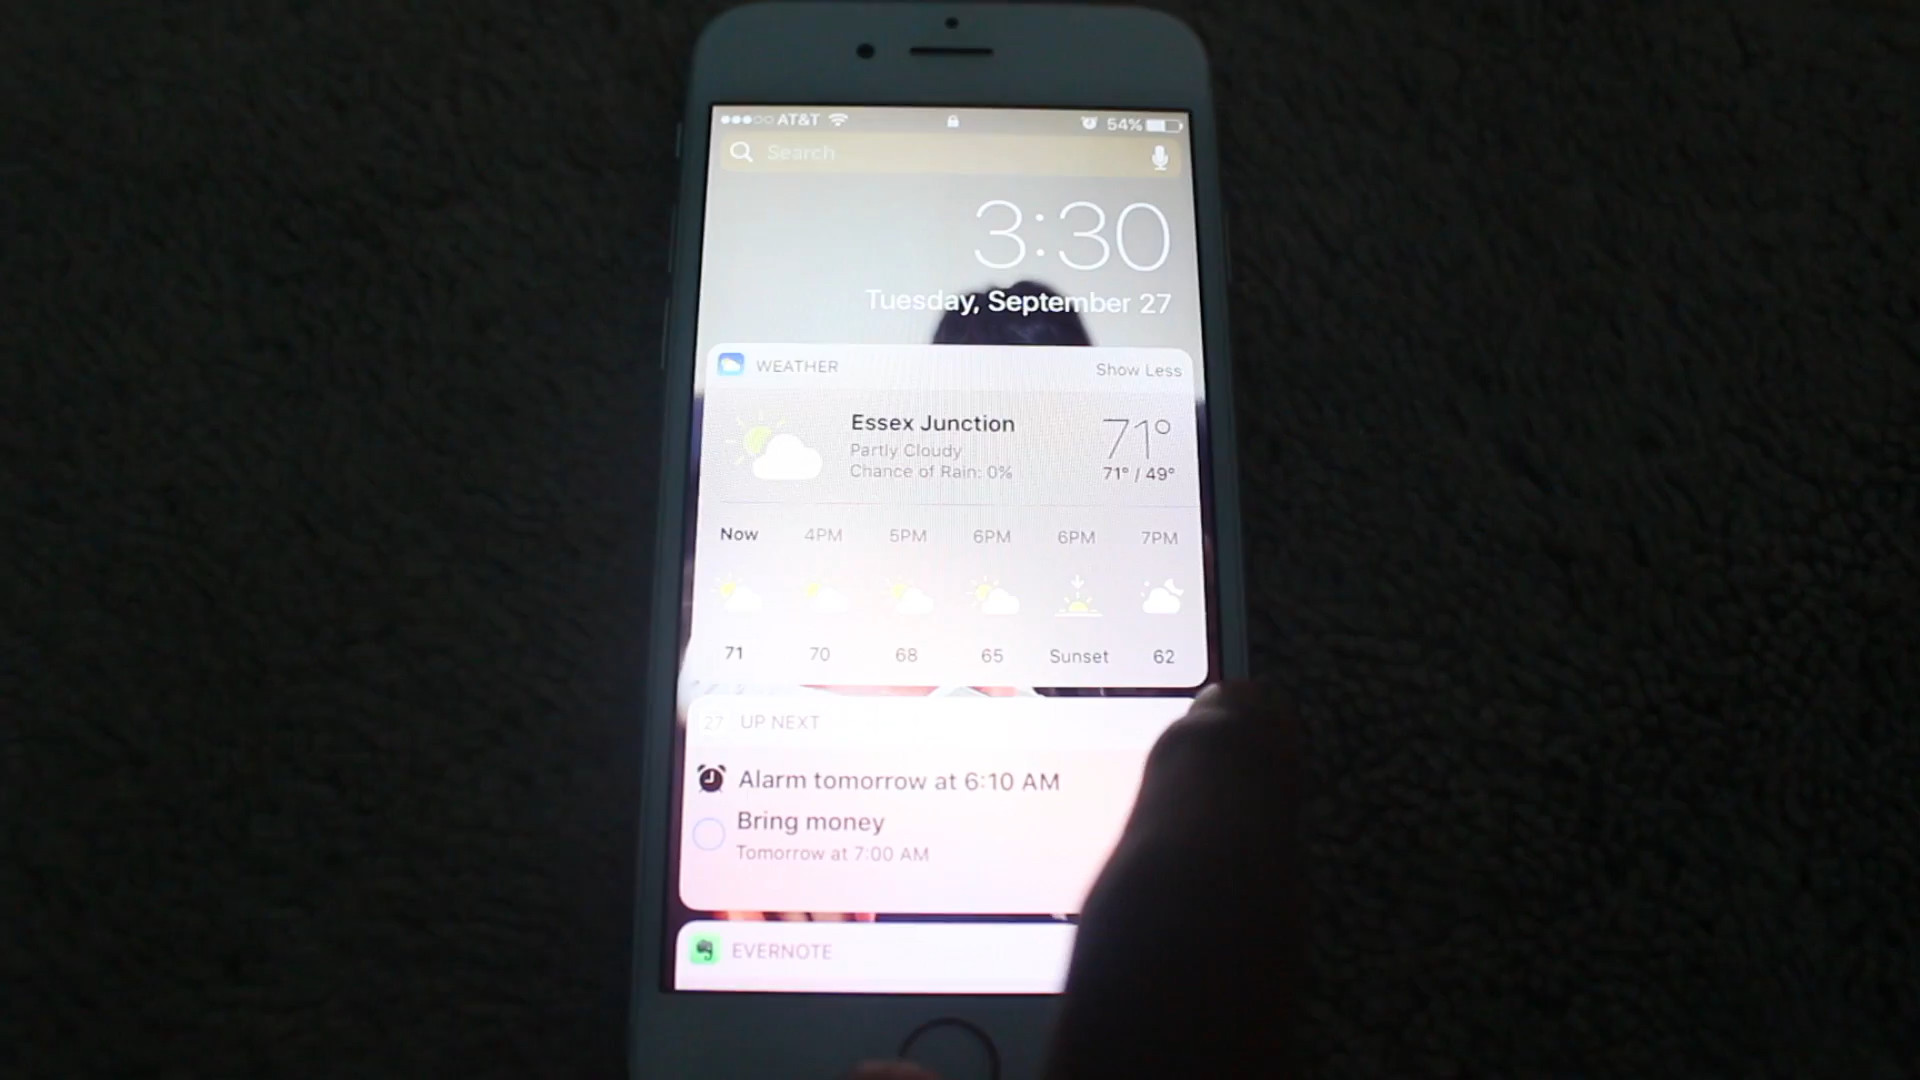 AT&T 54%
Search
3:30
Tuesday, September 27
WEATHER Show Less
Essex Junction 71°
Partly Cloudy
Chance of Rain: 0% 71° / 49°
Now 4PM 5PM 6PM 6PM 7PM
71 70 68 65 Sunset 62
27 UP NEXT
Alarm tomorrow at 6:10 AM
Bring money
Tomorrow at 7:00 AM
EVERNOTE